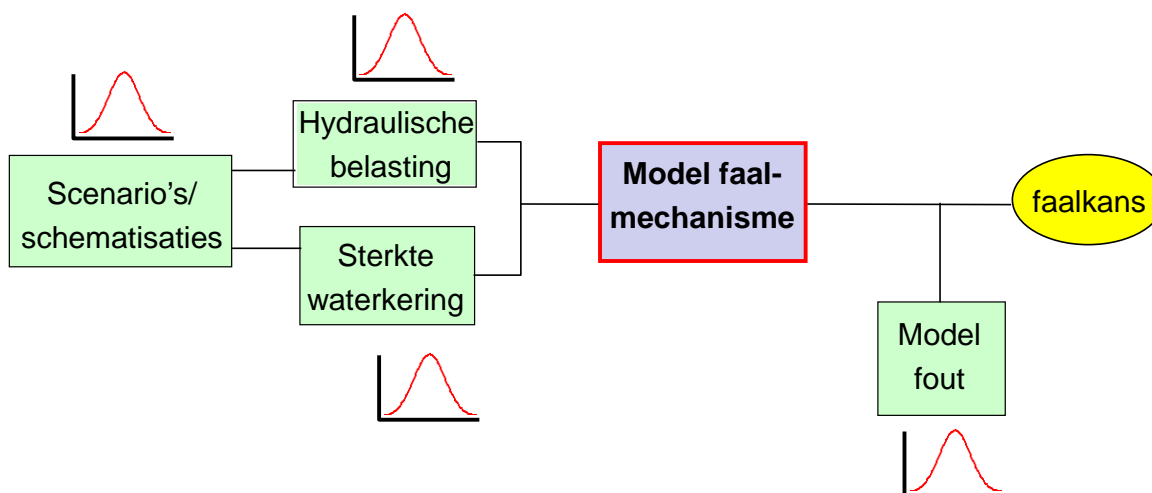 Scenario's/
schematisaties
Hydraulische
belasting
Sterkte
waterkering
Model faal-
mechanisme
faalkans
Model
fout